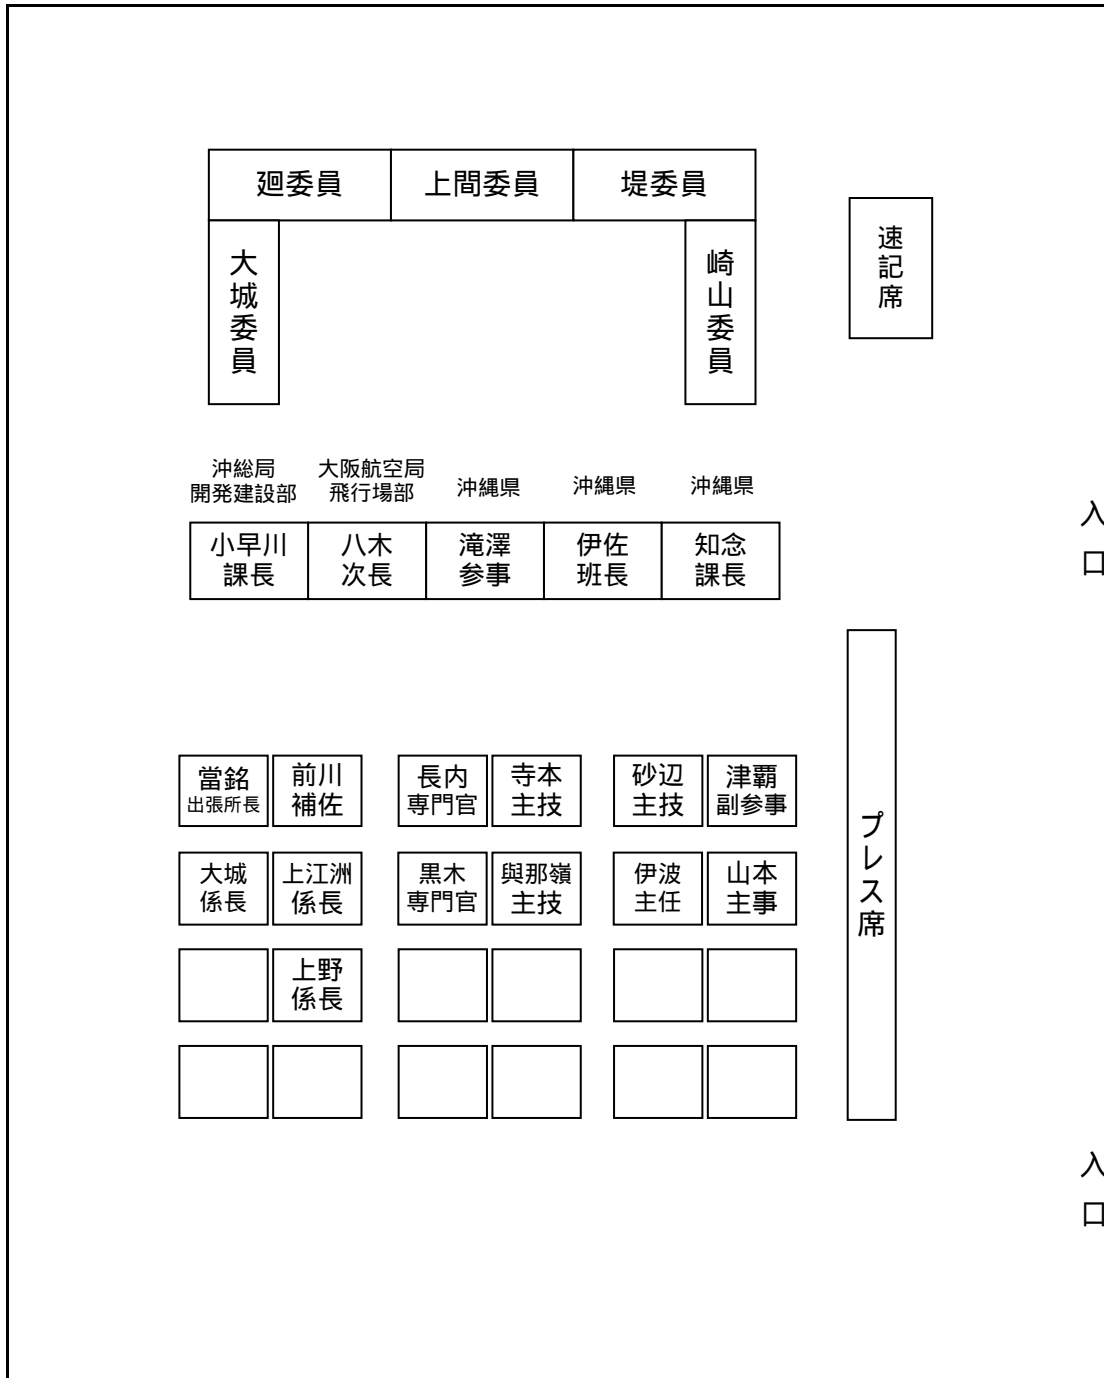 廻委員
上間委員
堤委員
大城委員
崎山委員
速記席
沖総局
開発建設部
大阪航空局
飛行場部
沖縄県
沖縄県
沖縄県
小早川
課長
八木
次長
滝澤
参事
伊佐
班長
知念
課長
入口
當銘
出張所長
前川
補佐
長内
専門官
寺本
主技
砂辺
主技
津覇
副参事
プレス席
大城
係長
上江洲
係長
黒木
専門官
與那嶺
主技
伊波
主任
山本
主事
上野
係長
入口